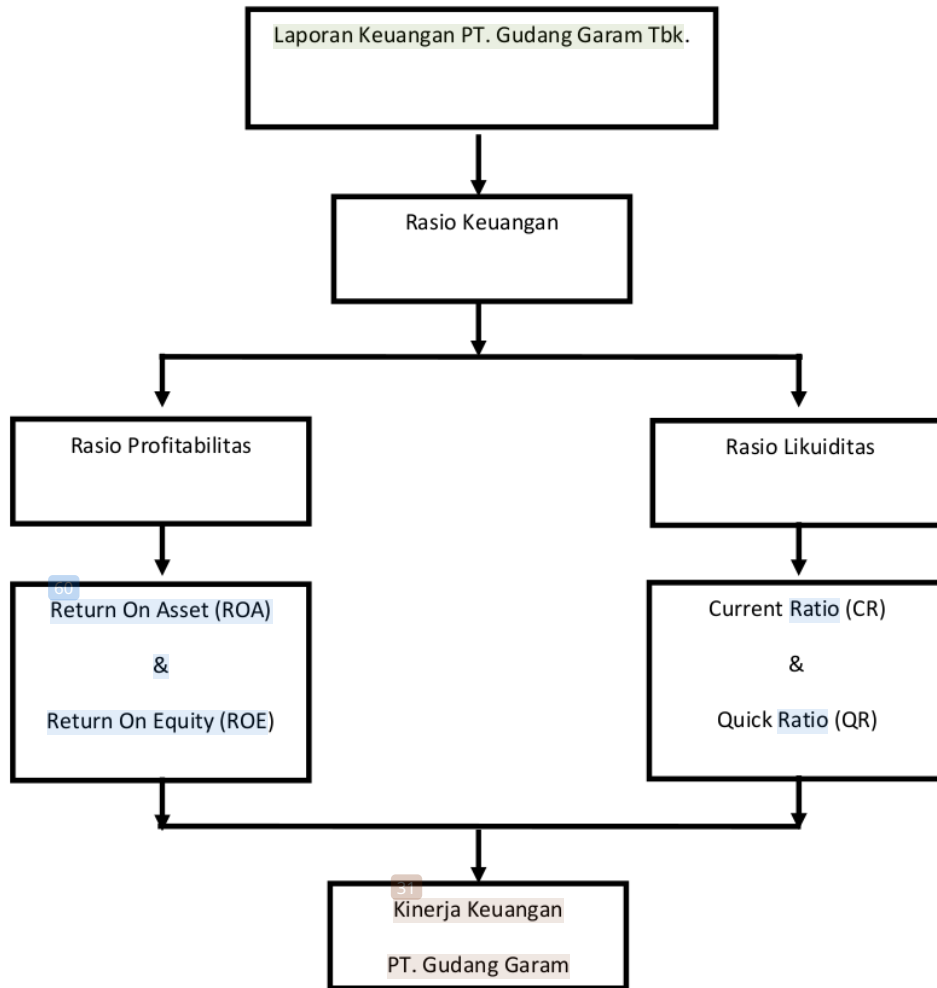 Laporan Keuangan PT. Gudang Garam Tbk.
Rasio Keuangan
Rasio Profitabilitas
Rasio Likuiditas
60
Return On Asset (ROA)
&
Return On Equity (ROE)
Current Ratio (CR)
&
Quick Ratio (QR)
31
Kinerja Keuangan
PT. Gudang Garam